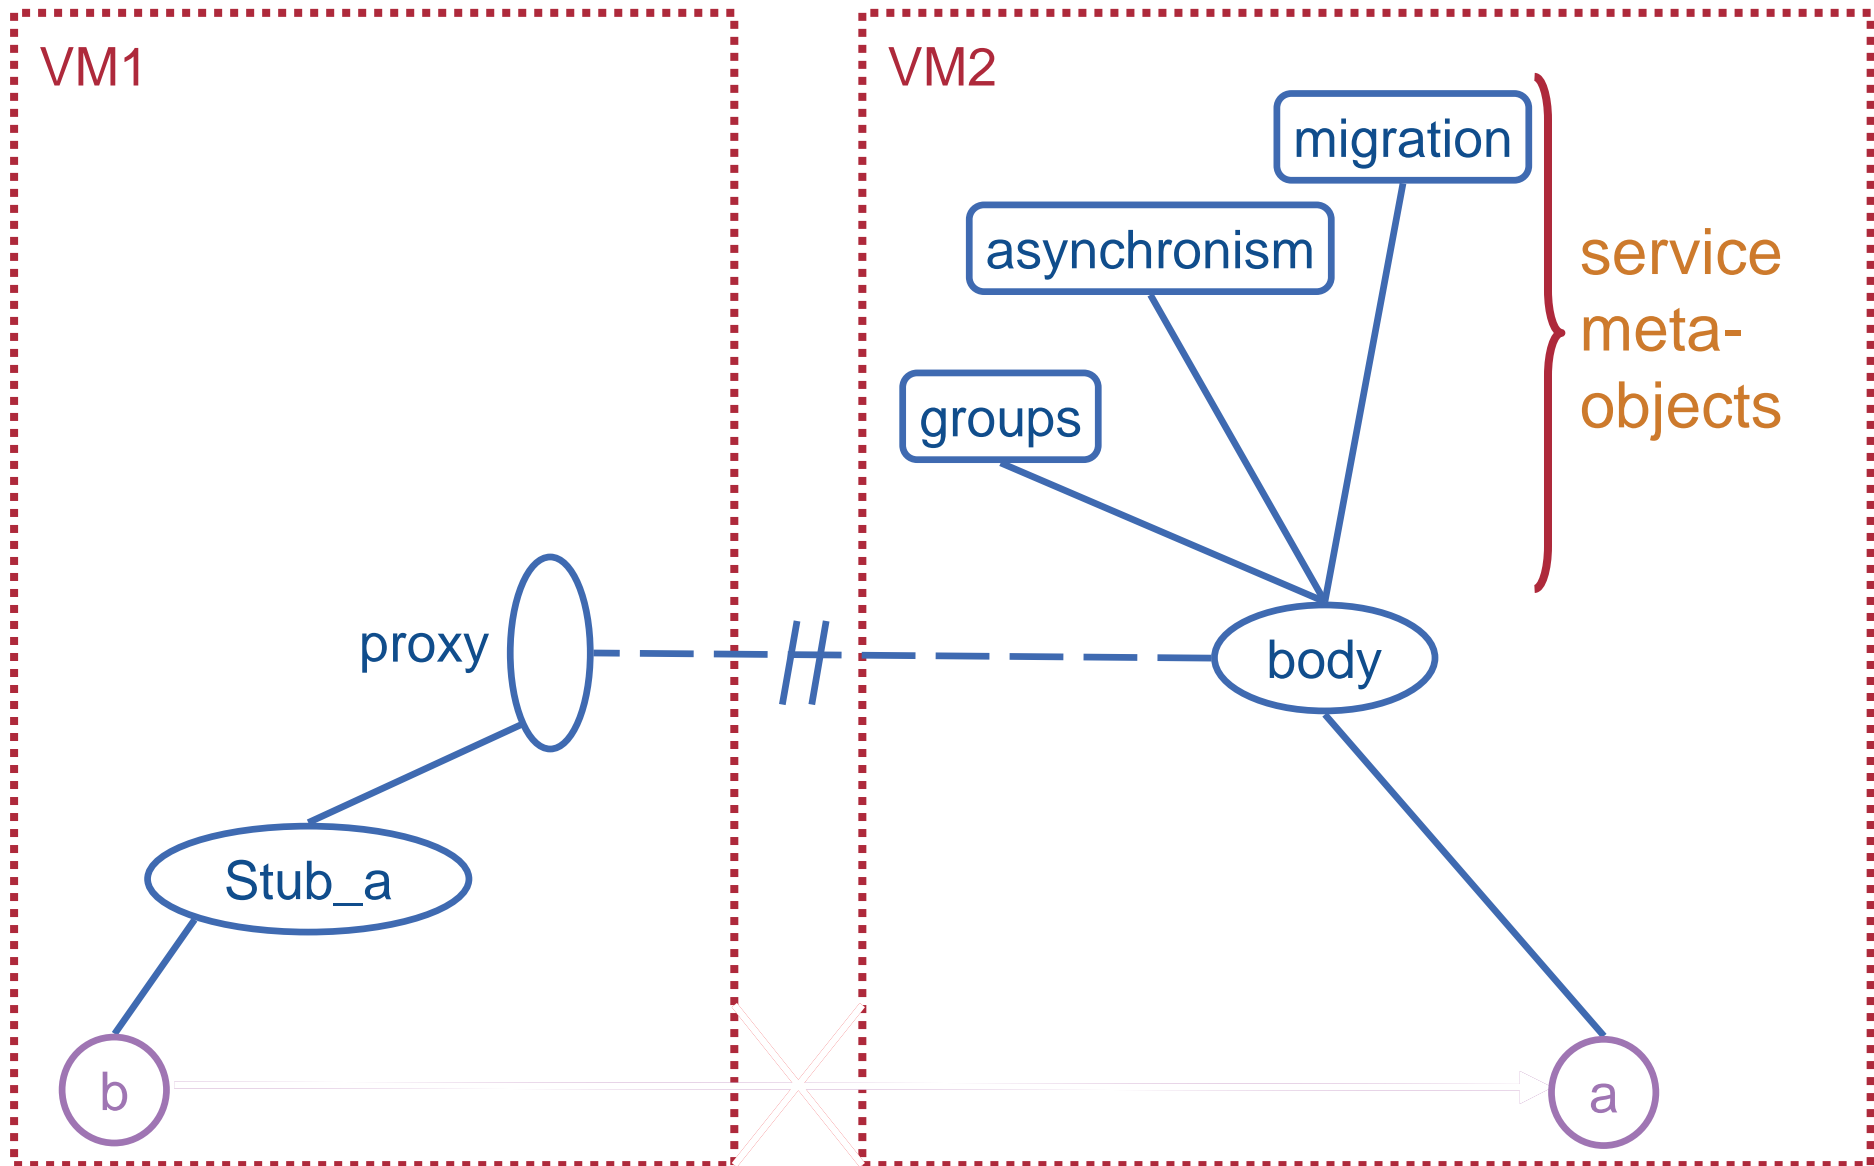 VM1
VM2
migration
asynchronism
service
meta-
objects
groups
proxy
body
Stub_a
b
a